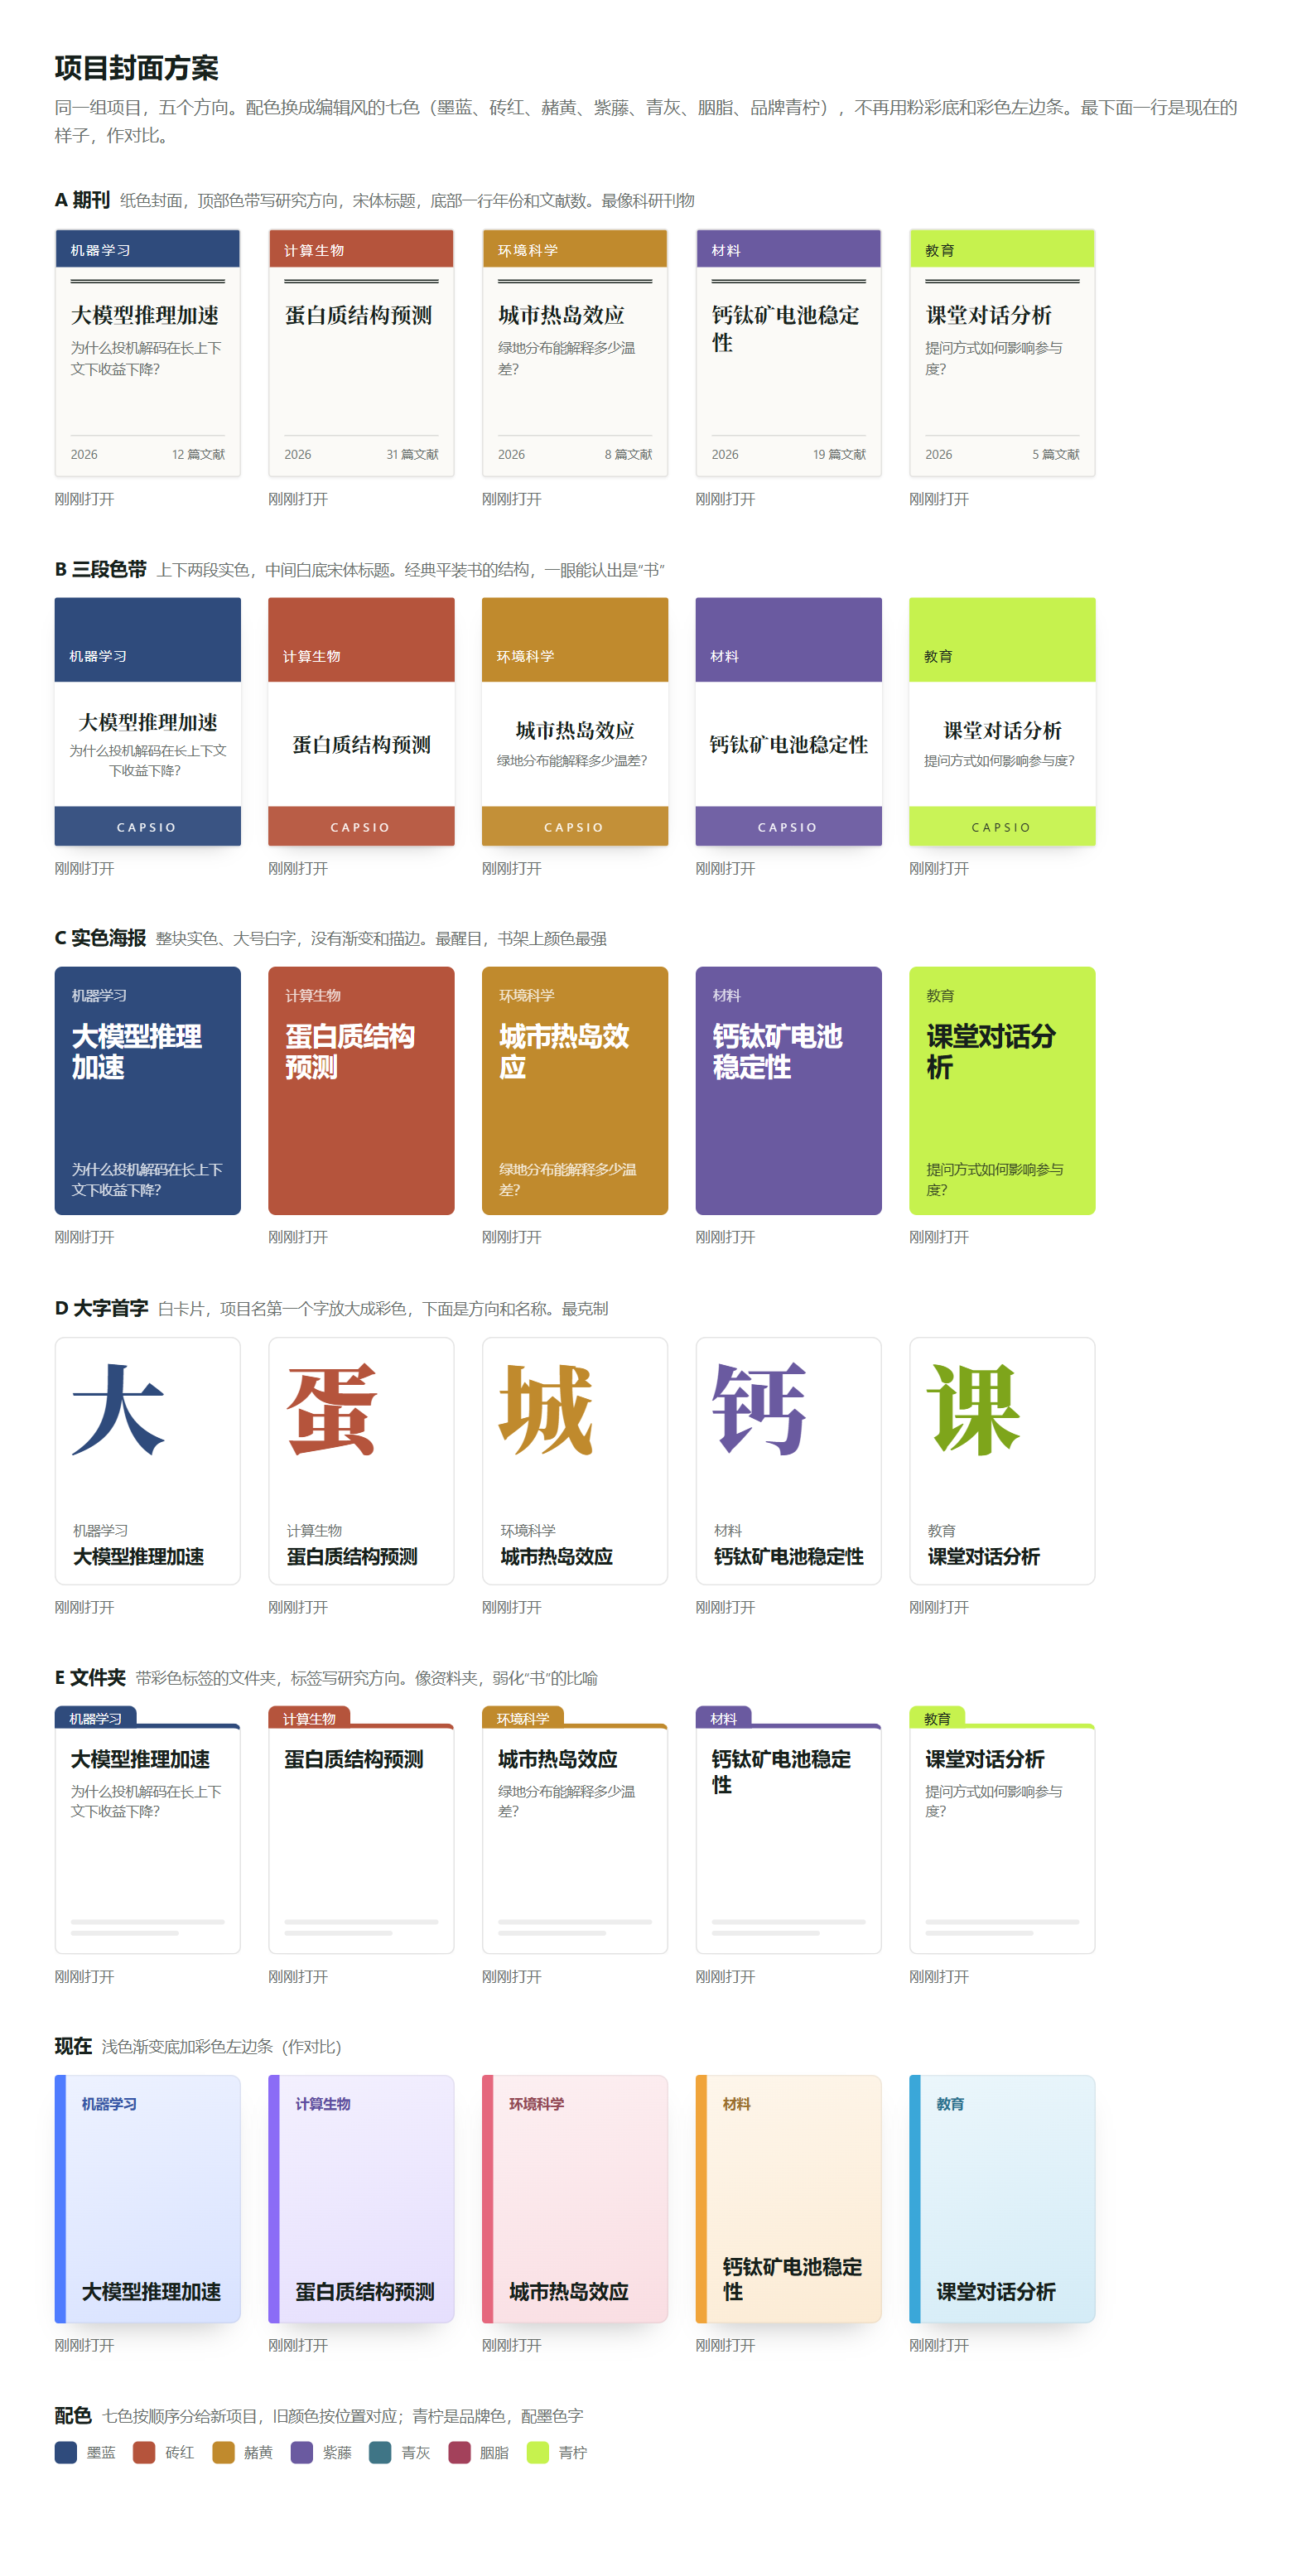 项目封面方案
同一组项目，五个方向。配色换成编辑风的七色（墨蓝、砖红、赭黄、紫藤、青灰、胭脂、品牌青柠），不再用粉彩底和彩色左边条。最下面一行是现在的
样子，作对比。
A 期刊 纸色封面，顶部色带写研究方向，宋体标题，底部一行年份和文献数。最像科研刊物
机器学习 计算生物 环境科学 材料 教育
大模型推理加速 蛋白质结构预测 城市热岛效应 钙钛矿电池稳定 课堂对话分析
性
为什么投机解码在长上下 绿地分布能解释多少温 提问方式如何影响参与
文下收益下降？ 差？ 度？
2026 12 篇文献 2026 31 篇文献 2026 8 篇文献 2026 19 篇文献 2026 5 篇文献
刚刚打开 刚刚打开 刚刚打开 刚刚打开 刚刚打开
B 三段色带 上下两段实色，中间白底宋体标题。经典平装书的结构，一眼能认出是“书”
机器学习 计算生物 环境科学 材料 教育
大模型推理加速 蛋白质结构预测 城市热岛效应 钙钛矿电池稳定性 课堂对话分析
为什么投机解码在长上下文 绿地分布能解释多少温差？ 提问方式如何影响参与度？
下收益下降？
CAPSIO CAPSIO CAPSIO CAPSIO CAPSIO
刚刚打开 刚刚打开 刚刚打开 刚刚打开 刚刚打开
C 实色海报 整块实色、大号白字，没有渐变和描边。最醒目，书架上颜色最强
机器学习 计算生物 环境科学 材料 教育
大模型推理 蛋白质结构 城市热岛效 钙钛矿电池 课堂对话分
加速 预测 应 稳定性 析
为什么投机解码在长上下 绿地分布能解释多少温 提问方式如何影响参与
文下收益下降？ 差？ 度？
刚刚打开 刚刚打开 刚刚打开 刚刚打开 刚刚打开
D 大字首字 白卡片，项目名第一个字放大成彩色，下面是方向和名称。最克制
大 蛋 城 钙 课
机器学习 计算生物 环境科学 材料 教育
大模型推理加速 蛋白质结构预测 城市热岛效应 钙钛矿电池稳定性 课堂对话分析
刚刚打开 刚刚打开 刚刚打开 刚刚打开 刚刚打开
E 文件夹 带彩色标签的文件夹，标签写研究方向。像资料夹，弱化“书”的比喻
机器学习 计算生物 环境科学 材料 教育
大模型推理加速 蛋白质结构预测 城市热岛效应 钙钛矿电池稳定 课堂对话分析
性
为什么投机解码在长上下 绿地分布能解释多少温 提问方式如何影响参与
文下收益下降？ 差？ 度？
刚刚打开 刚刚打开 刚刚打开 刚刚打开 刚刚打开
现在 浅色渐变底加彩色左边条（作对比）
机器学习 计算生物 环境科学 材料 教育
大模型推理加速 蛋白质结构预测 城市热岛效应 钙钛矿电池稳定 课堂对话分析
性
刚刚打开 刚刚打开 刚刚打开 刚刚打开 刚刚打开
配色 七色按顺序分给新项目，旧颜色按位置对应；青柠是品牌色，配墨色字
墨蓝 砖红 赭黄 紫藤 青灰 胭脂 青柠